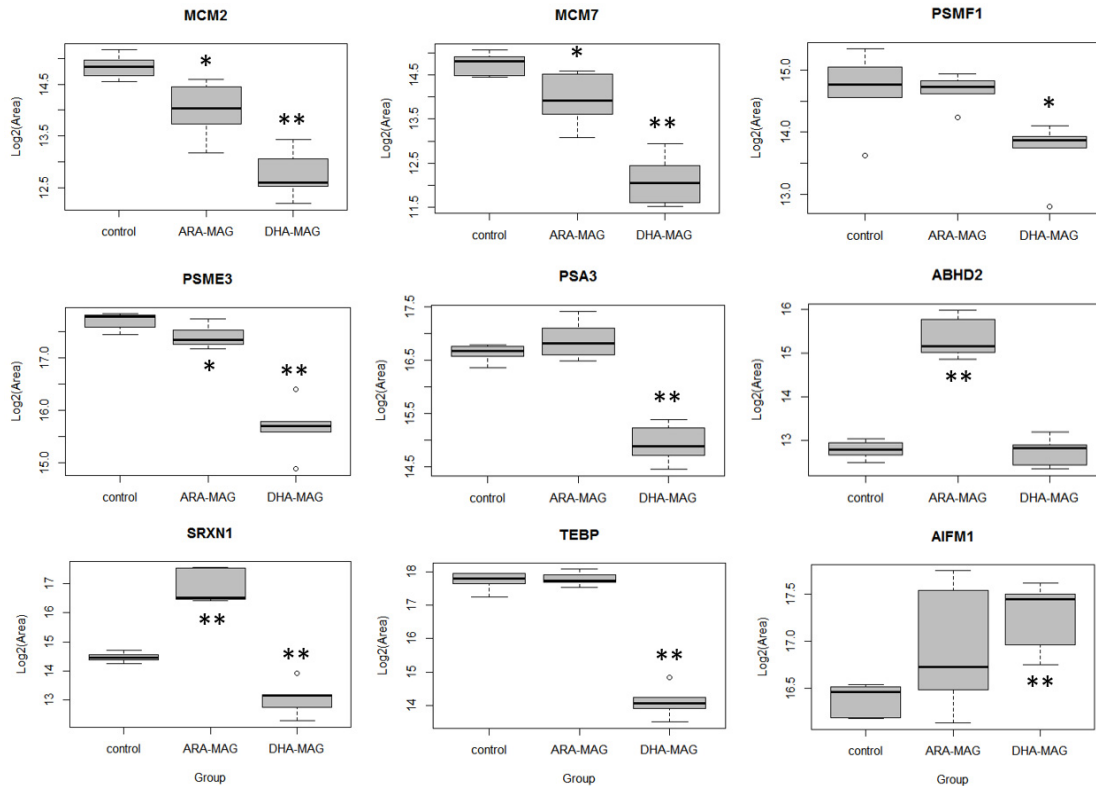 MCM2
Log2(Area)
14.5
13.5
12.5
*
**
control ARA-MAG DHA-MAG
MCM7
Log2(Area)
14.5
13.5
12.5
11.5
*
**
control ARA-MAG DHA-MAG
PSMF1
Log2(Area)
15.0
14.0
13.0
*
control ARA-MAG DHA-MAG
PSME3
Log2(Area)
17.0
16.0
15.0
*
**
control ARA-MAG DHA-MAG
PSA3
Log2(Area)
17.5
16.5
15.5
14.5
**
control ARA-MAG DHA-MAG
ABHD2
Log2(Area)
16
15
13
**
control ARA-MAG DHA-MAG
SRXN1
Log2(Area)
17
16
15
14
13
**
**
control ARA-MAG DHA-MAG
Group
TEBP
Log2(Area)
18
17
16
15
14
**
control ARA-MAG DHA-MAG
Group
AIFM1
Log2(Area)
17.5
17.0
16.5
**
control ARA-MAG DHA-MAG
Group